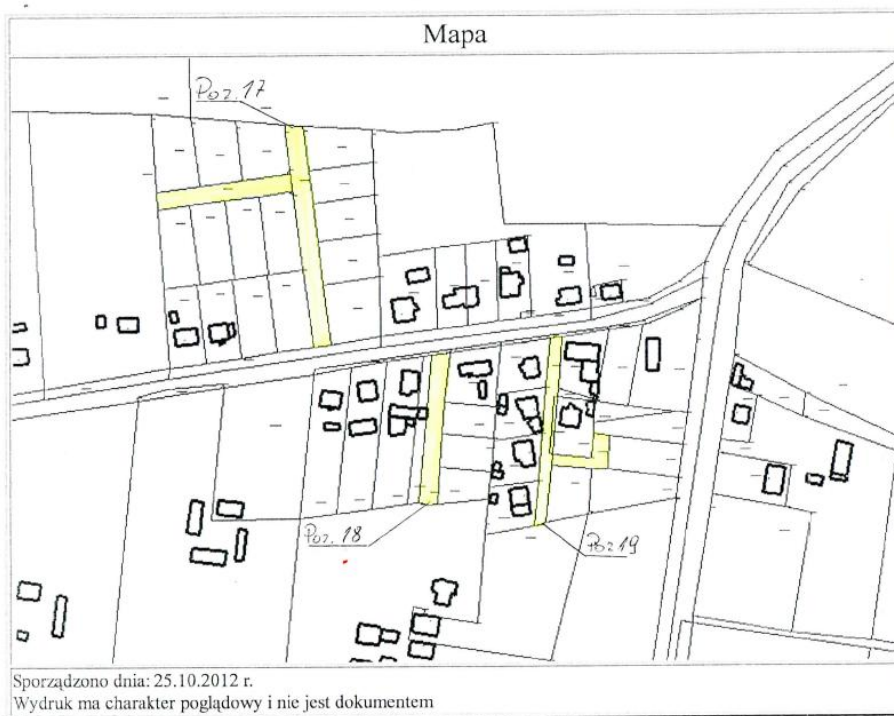 Mapa
Poz. 17
Poz. 18
Poz 19
Sporządzono dnia: 25.10.2012 r.
Wydruk ma charakter poglądowy i nie jest dokumentem